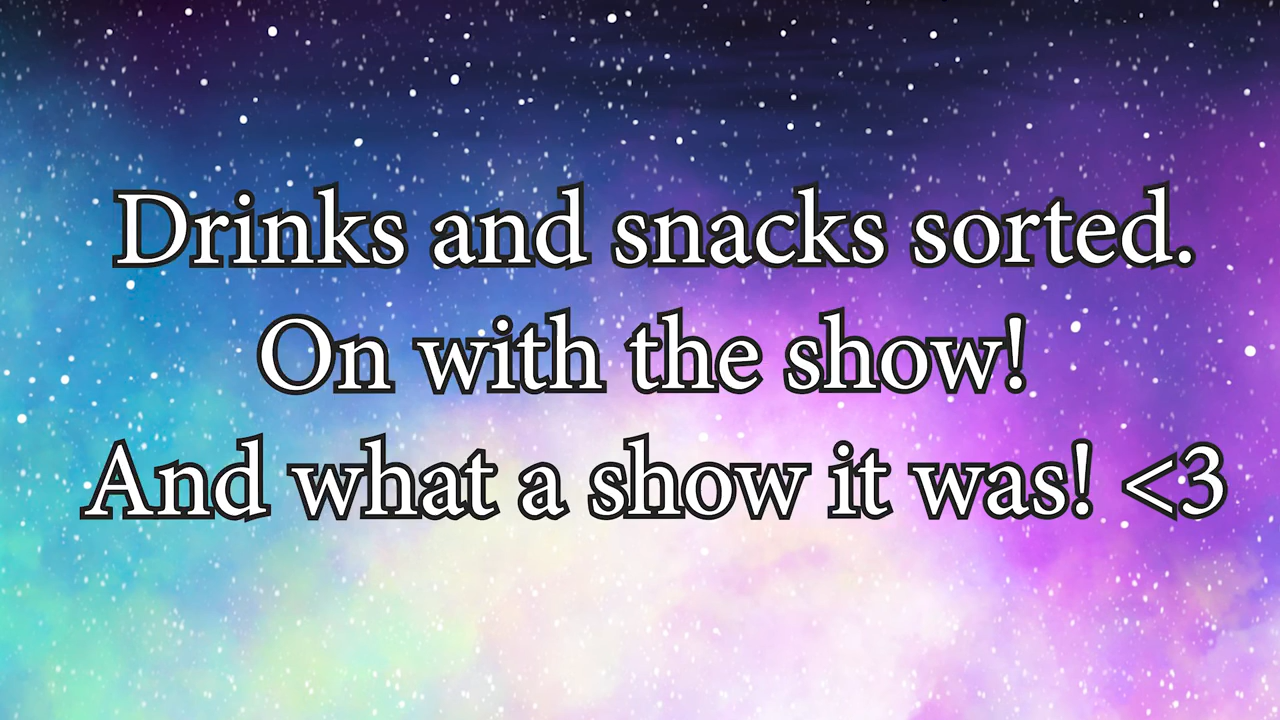 Drinks and snacks sorted.
On with the show!
And what a show it was! <3